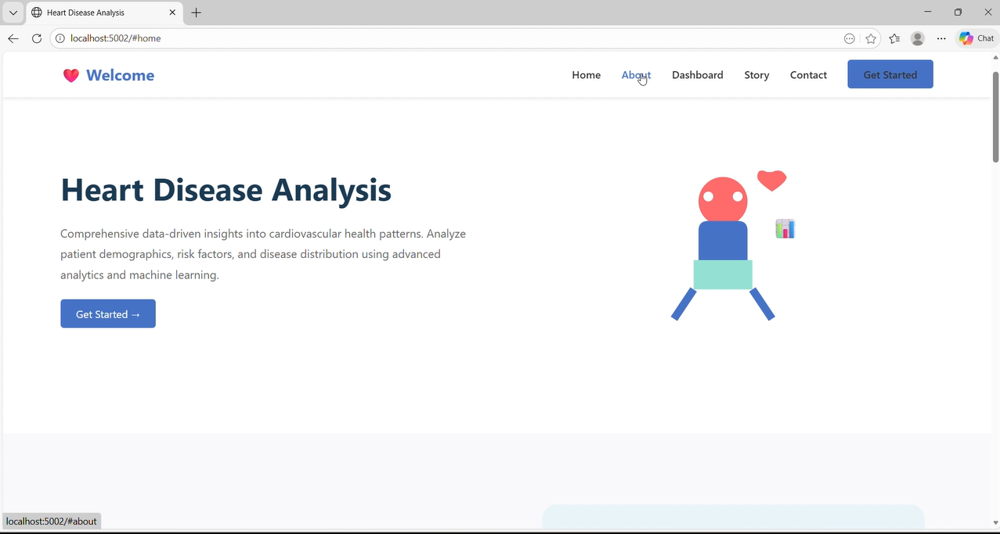 Heart Disease Analysis
localhost:5002/#home
Chat
Welcome
Home
About
Dashboard
Story
Contact
Get Started
Heart Disease Analysis
Comprehensive data-driven insights into cardiovascular health patterns. Analyze
patient demographics, risk factors, and disease distribution using advanced
analytics and machine learning.
Get Started →
localhost:5002/#about